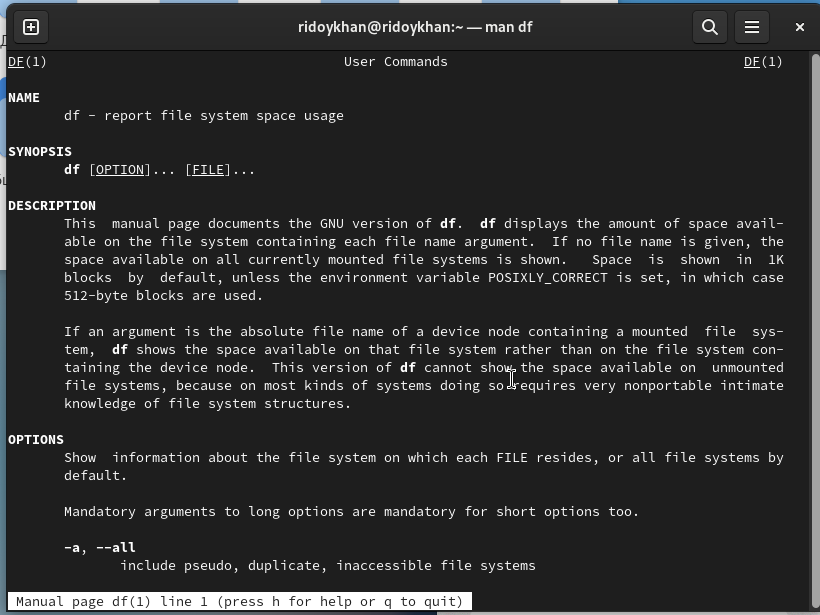 ridoykhan@ridoykhan:~ — man df
DF(1) User Commands DF(1)
NAME
df - report file system space usage
SYNOPSIS
df [OPTION]... [FILE]...
DESCRIPTION
This manual page documents the GNU version of df. df displays the amount of space avail-
able on the file system containing each file name argument. If no file name is given, the
space available on all currently mounted file systems is shown. Space is shown in 1K
blocks by default, unless the environment variable POSIXLY_CORRECT is set, in which case
512-byte blocks are used.
If an argument is the absolute file name of a device node containing a mounted file sys-
tem, df shows the space available on that file system rather than on the file system con-
taining the device node. This version of df cannot show the space available on unmounted
file systems, because on most kinds of systems doing so requires very nonportable intimate
knowledge of file system structures.
OPTIONS
Show information about the file system on which each FILE resides, or all file systems by
default.
Mandatory arguments to long options are mandatory for short options too.
-a, --all
include pseudo, duplicate, inaccessible file systems
Manual page df(1) line 1 (press h for help or q to quit)